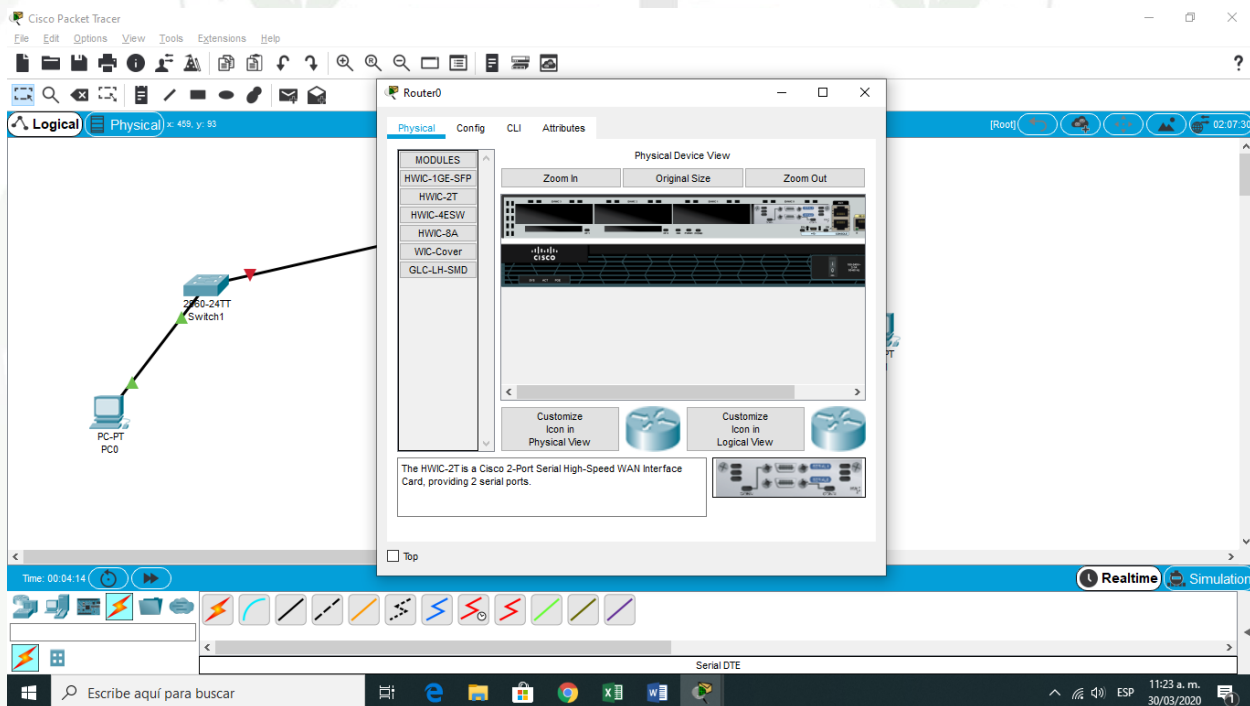 Cisco Packet Tracer
File Edit Options View Tools Extensions Help
?
Logical Physical x: 459, y: 93
[Root] 02:07:30
Router0
Physical Config CLI Attributes
MODULES
HWIC-1GE-SFP
HWIC-2T
HWIC-4ESW
HWIC-8A
WIC-Cover
GLC-LH-SMD
Physical Device View
Zoom In Original Size Zoom Out
CISCO
Customize
Icon in
Physical View
Customize
Icon in
Logical View
The HWIC-2T is a Cisco 2-Port Serial High-Speed WAN Interface
Card, providing 2 serial ports.
Top
2960-24TT
Switch1
PC-PT
PC0
PT
Time: 00:04:14
Realtime Simulation
Serial DTE
Escribe aquí para buscar
ESP
11:23 a. m.
30/03/2020